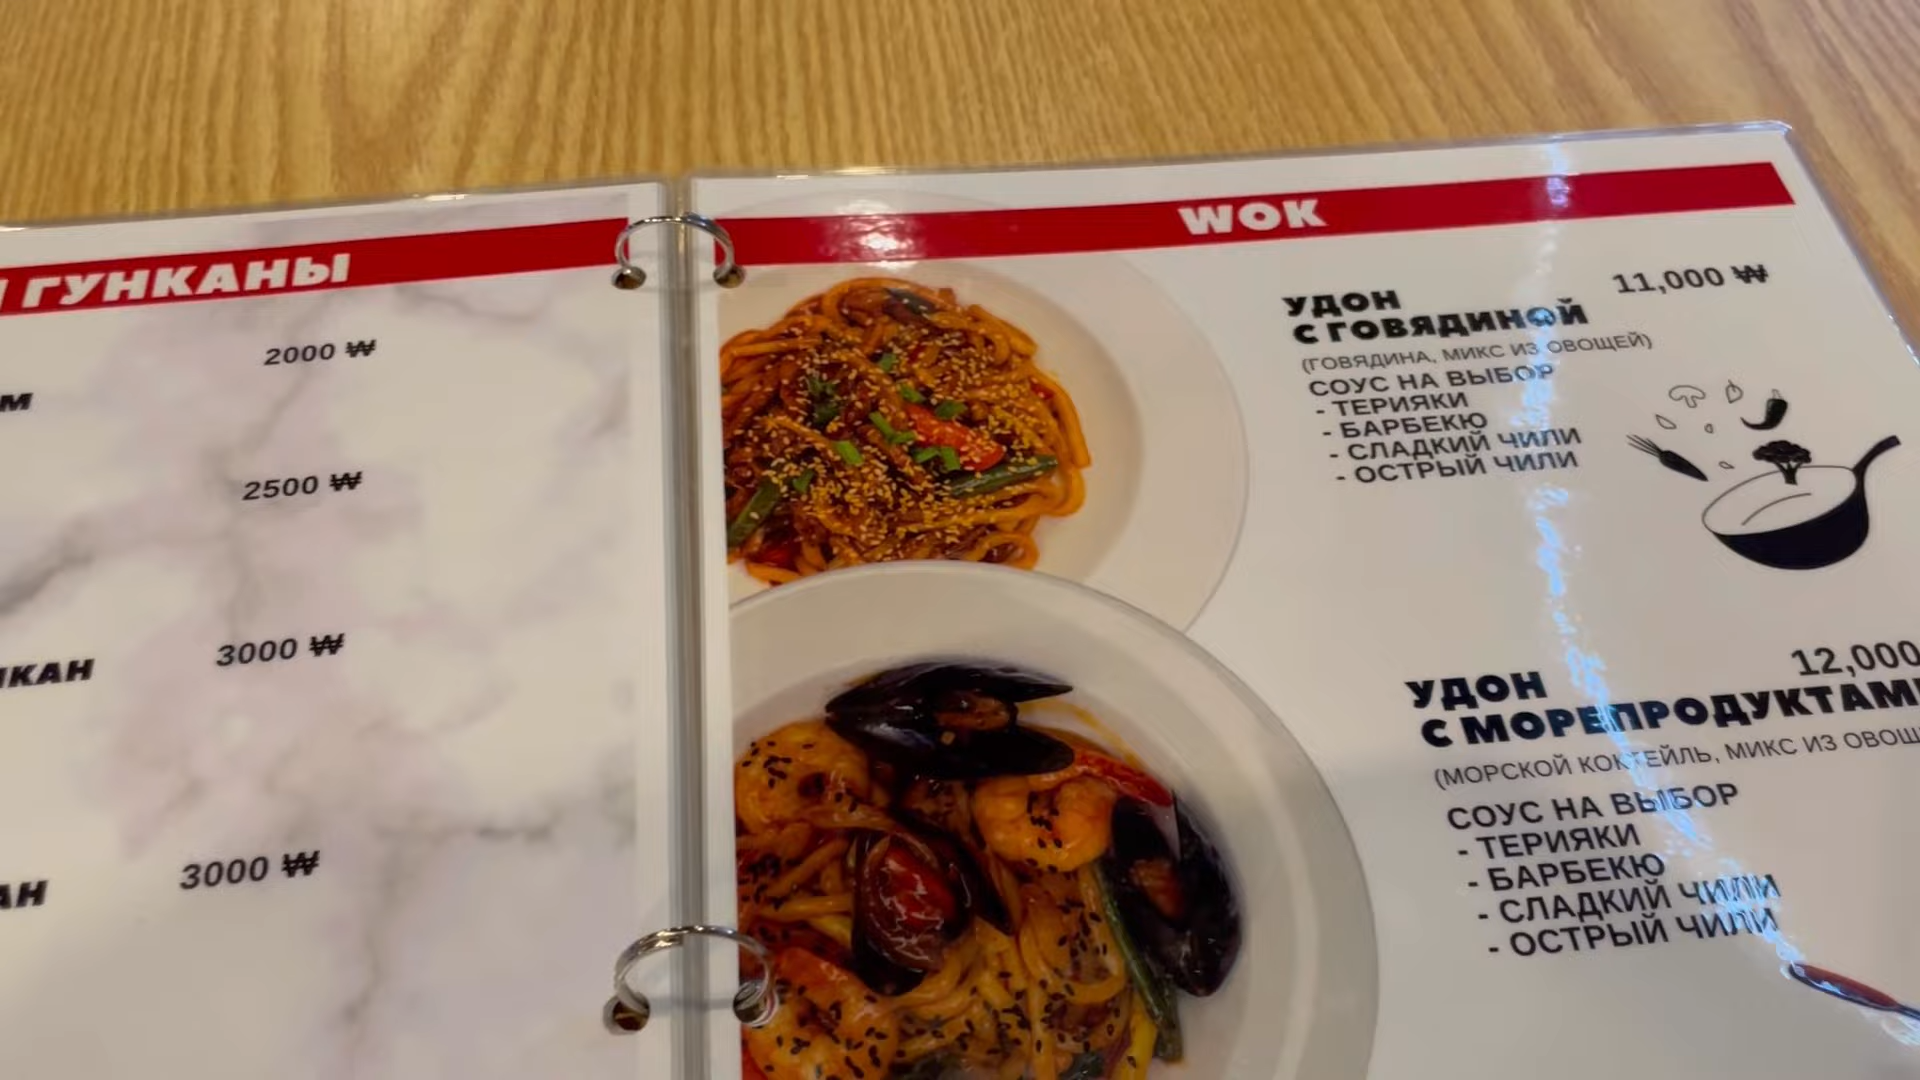 ГУНКАНЫ
2000 ₩
2500 ₩
3000 ₩
3000 ₩
WOK
11,000 ₩
УДОН
С ГОВЯДИНОЙ
(ГОВЯДИНА, МИКС ИЗ ОВОЩЕЙ)
СОУС НА ВЫБОР
- ТЕРИЯКИ
- БАРБЕКЮ
- СЛАДКИЙ ЧИЛИ
- ОСТРЫЙ ЧИЛИ
12,000
УДОН
С МОРЕПРОДУКТАМИ
(МОРСКОЙ КОКТЕЙЛЬ, МИКС ИЗ ОВОЩ
СОУС НА ВЫБОР
- ТЕРИЯКИ
- БАРБЕКЮ
- СЛАДКИЙ ЧИЛИ
- ОСТРЫЙ ЧИЛИ